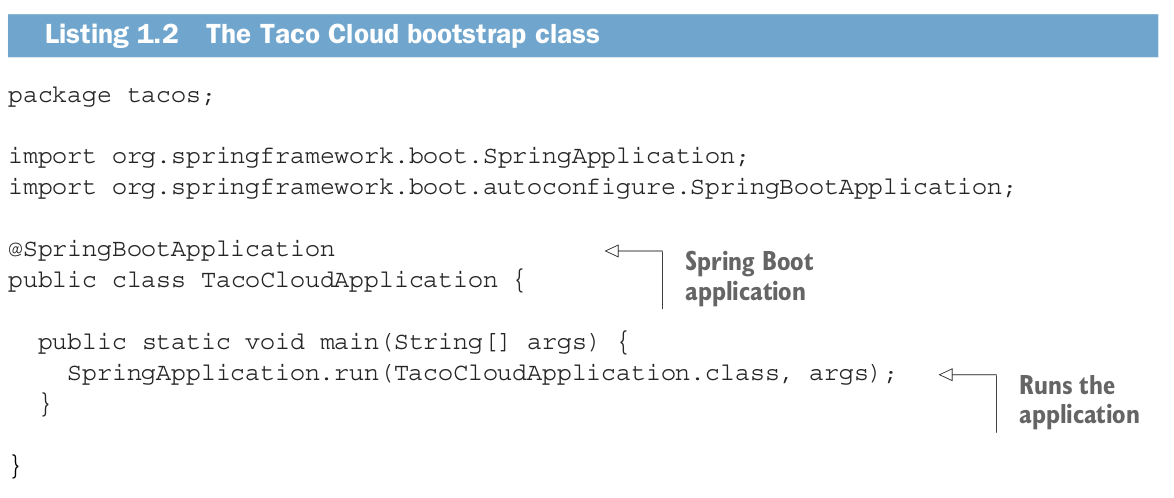 Listing 1.2 The Taco Cloud bootstrap class
package tacos;
import org.springframework.boot.SpringApplication;
import org.springframework.boot.autoconfigure.SpringBootApplication;
@SpringBootApplication
public class TacoCloudApplication {
Spring Boot
application
public static void main(String[] args) {
SpringApplication.run(TacoCloudApplication.class, args);
}
Runs the
application
}